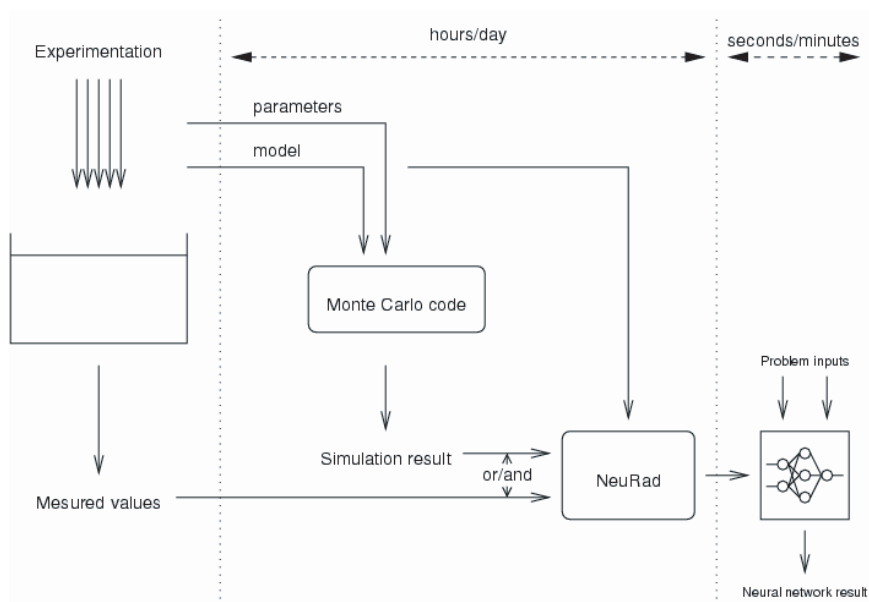 Experimentation
hours/day
seconds/minutes
parameters
model
Monte Carlo code
Problem inputs
Simulation result
or/and
NeuRad
Mesured values
Neural network result